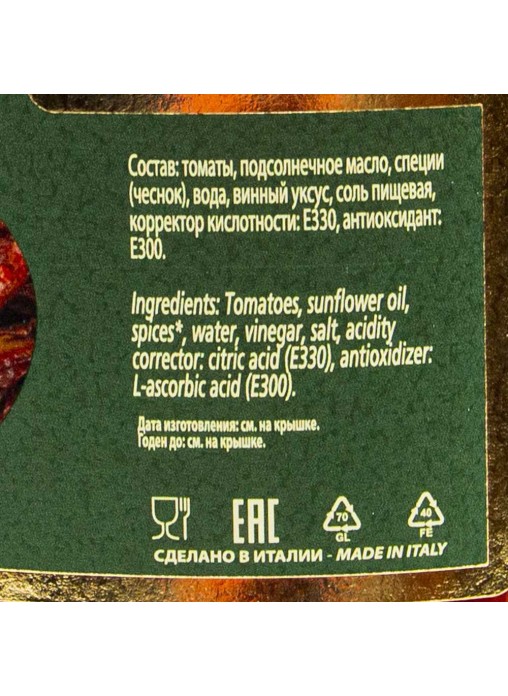 Состав: томаты, подсолнечное масло, специи
(чеснок), вода, винный уксус, соль пищевая,
корректор кислотности: Е330, антиоксидант:
Е300.
Ingredients: Tomatoes, sunflower oil,
spices*, water, vinegar, salt, acidity
corrector: citric acid (E330), antioxidizer:
L-ascorbic acid (E300).
Дата изготовления: см. на крышке.
Годен до: см. на крышке.
EAC
70
GL
40
FE
СДЕЛАНО В ИТАЛИИ - MADE IN ITALY